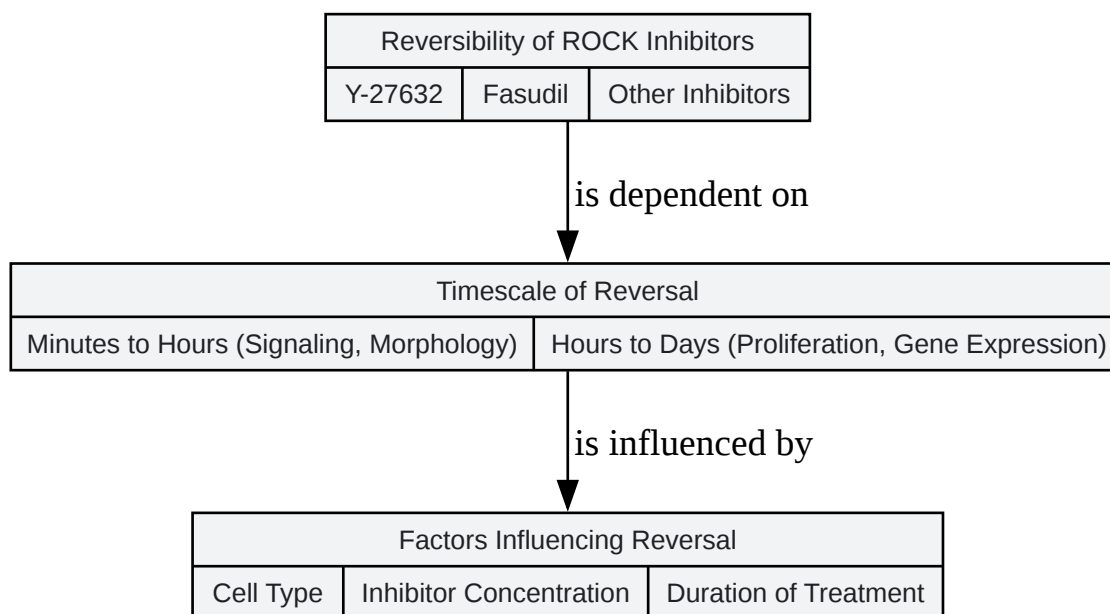 Reversibility of ROCK Inhibitors
Y-27632 Fasudil Other Inhibitors
is dependent on
Timescale of Reversal
Minutes to Hours (Signaling, Morphology) Hours to Days (Proliferation, Gene Expression)
is influenced by
Factors Influencing Reversal
Cell Type Inhibitor Concentration Duration of Treatment